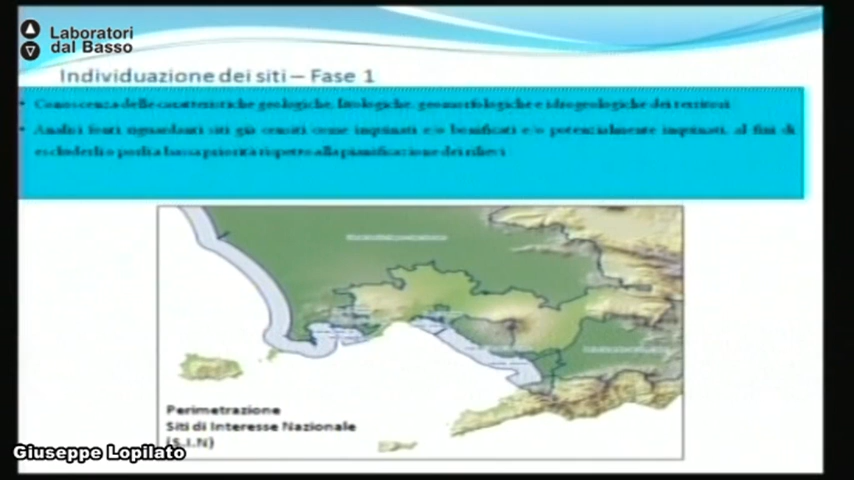 Laboratori
dal Basso
Individuazione dei siti – Fase 1
• Conoscenza delle caratteristiche geologiche, litologiche, geomorfologiche e idrogeologiche dei territori
• Analisi fonti riguardanti siti già censiti come inquinati e/o bonificati e/o potenzialmente inquinati, al fini di
escluderli o porli a bassa priorità rispetto alla pianificazione dei rilievi
Perimetrazione
Siti di Interesse Nazionale
(S.I.N)
Giuseppe Lopilato